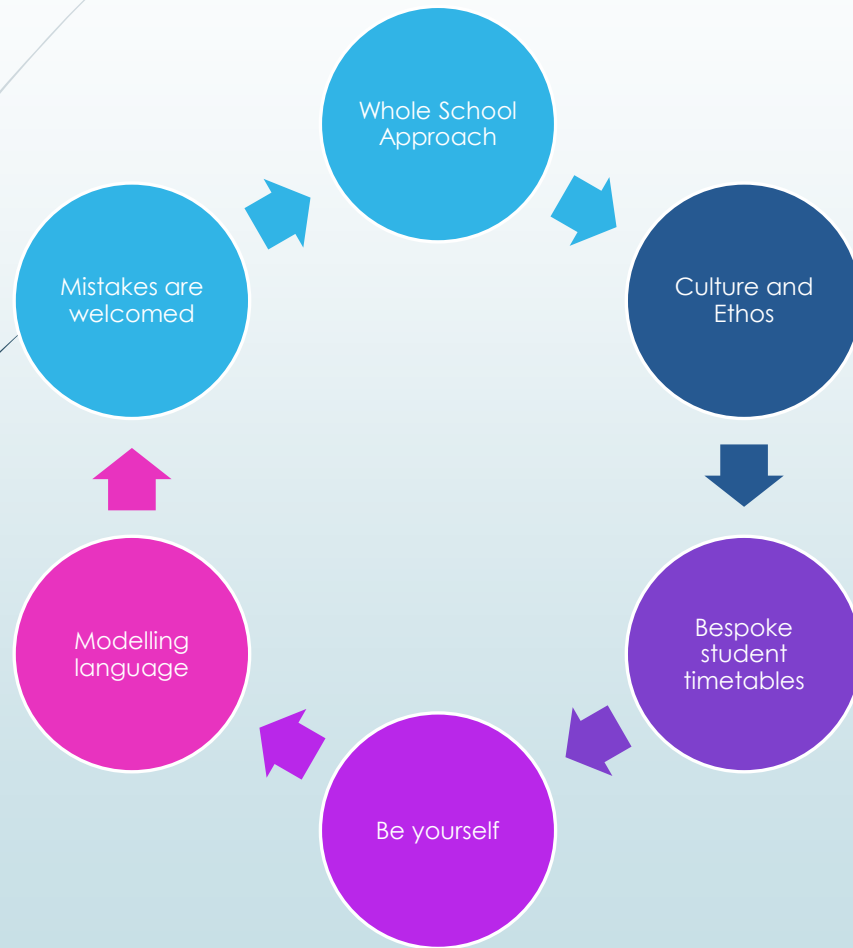 Whole School
Approach
Culture and
Ethos
Bespoke
student
timetables
Be yourself
Modelling
language
Mistakes are
welcomed